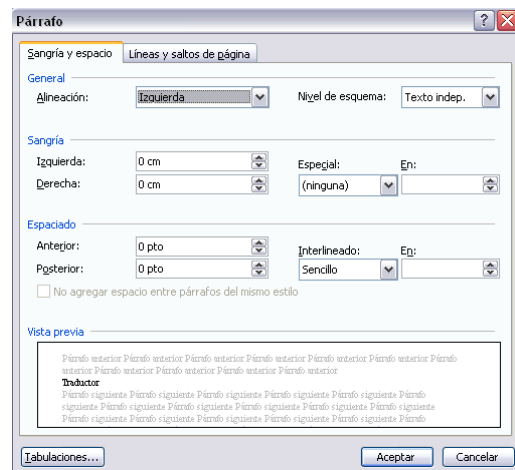 Párrafo
Sangría y espacio Líneas y saltos de página
General
Alineación: Izquierda Nivel de esquema: Texto indep.
Sangría
Izquierda: 0 cm Especial: En:
Derecha: 0 cm (ninguna)
Espaciado
Anterior: 0 pto Interlineado: En:
Posterior: 0 pto Sencillo
No agregar espacio entre párrafos del mismo estilo
Vista previa
Párrafo anterior Párrafo anterior Párrafo anterior Párrafo anterior Párrafo anterior Párrafo anterior Párrafo
anterior Párrafo anterior Párrafo anterior Párrafo anterior Párrafo anterior
Traductor
Párrafo siguiente Párrafo siguiente Párrafo siguiente Párrafo siguiente Párrafo siguiente Párrafo
siguiente Párrafo siguiente Párrafo siguiente Párrafo siguiente Párrafo siguiente Párrafo siguiente
Párrafo siguiente Párrafo siguiente Párrafo siguiente Párrafo siguiente Párrafo siguiente Párrafo
Tabulaciones... Aceptar Cancelar